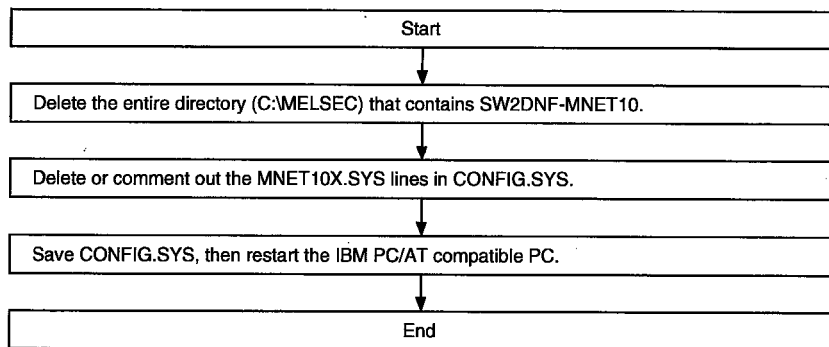 Start
Delete the entire directory (C:\MELSEC) that contains SW2DNF-MNET10.
Delete or comment out the MNET10X.SYS lines in CONFIG.SYS.
Save CONFIG.SYS, then restart the IBM PC/AT compatible PC.
End